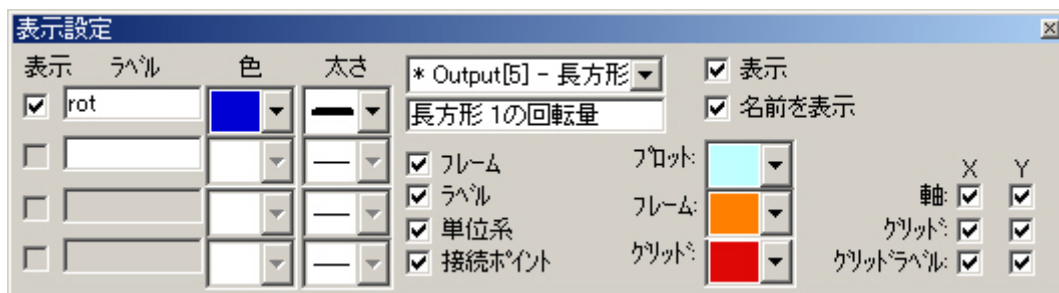 表示設定
表示 ﾗﾍﾞﾙ 色 太さ
rot
* Output[5] - 長方形
長方形 1の回転量
表示
名前を表示
フレーム
ﾗﾍﾞﾙ
単位系
接続ﾎﾟｲﾝﾄ
ﾌﾟﾛｯﾄ:
ﾌﾚｰﾑ:
ｸﾞﾘｯﾄﾞ:
X Y
軸:
ｸﾞﾘｯﾄﾞ:
ｸﾞﾘｯﾄﾞﾗﾍﾞﾙ: